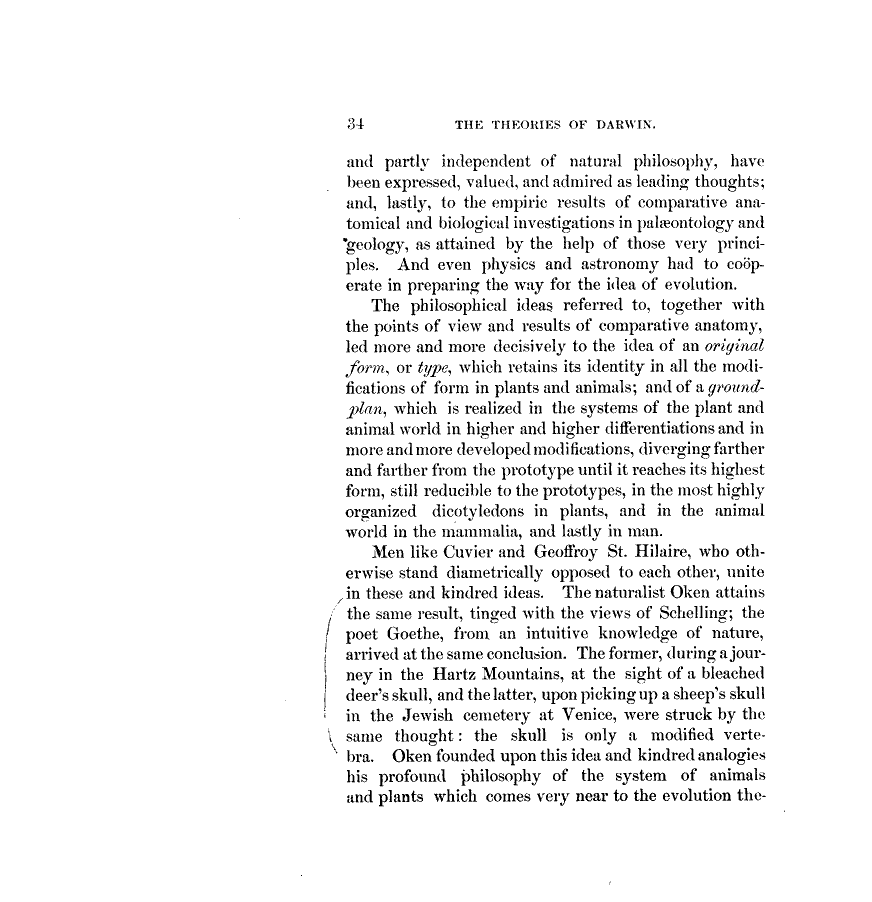 34 THE THEORIES OF DARWIN.
and partly independent of natural philosophy, have
been expressed, valued, and admired as leading thoughts;
and, lastly, to the empiric results of comparative ana-
tomical and biological investigations in palæontology and
geology, as attained by the help of those very princi-
ples. And even physics and astronomy had to coöp-
erate in preparing the way for the idea of evolution.
The philosophical ideas referred to, together with
the points of view and results of comparative anatomy,
led more and more decisively to the idea of an original
form, or type, which retains its identity in all the modi-
fications of form in plants and animals; and of a ground-
plan, which is realized in the systems of the plant and
animal world in higher and higher differentiations and in
more and more developed modifications, diverging farther
and farther from the prototype until it reaches its highest
form, still reducible to the prototypes, in the most highly
organized dicotyledons in plants, and in the animal
world in the mammalia, and lastly in man.
Men like Cuvier and Geoffroy St. Hilaire, who oth-
erwise stand diametrically opposed to each other, unite
in these and kindred ideas. The naturalist Oken attains
the same result, tinged with the views of Schelling; the
poet Goethe, from an intuitive knowledge of nature,
arrived at the same conclusion. The former, during a jour-
ney in the Hartz Mountains, at the sight of a bleached
deer's skull, and the latter, upon picking up a sheep's skull
in the Jewish cemetery at Venice, were struck by the
same thought: the skull is only a modified verte-
bra. Oken founded upon this idea and kindred analogies
his profound philosophy of the system of animals
and plants which comes very near to the evolution the-